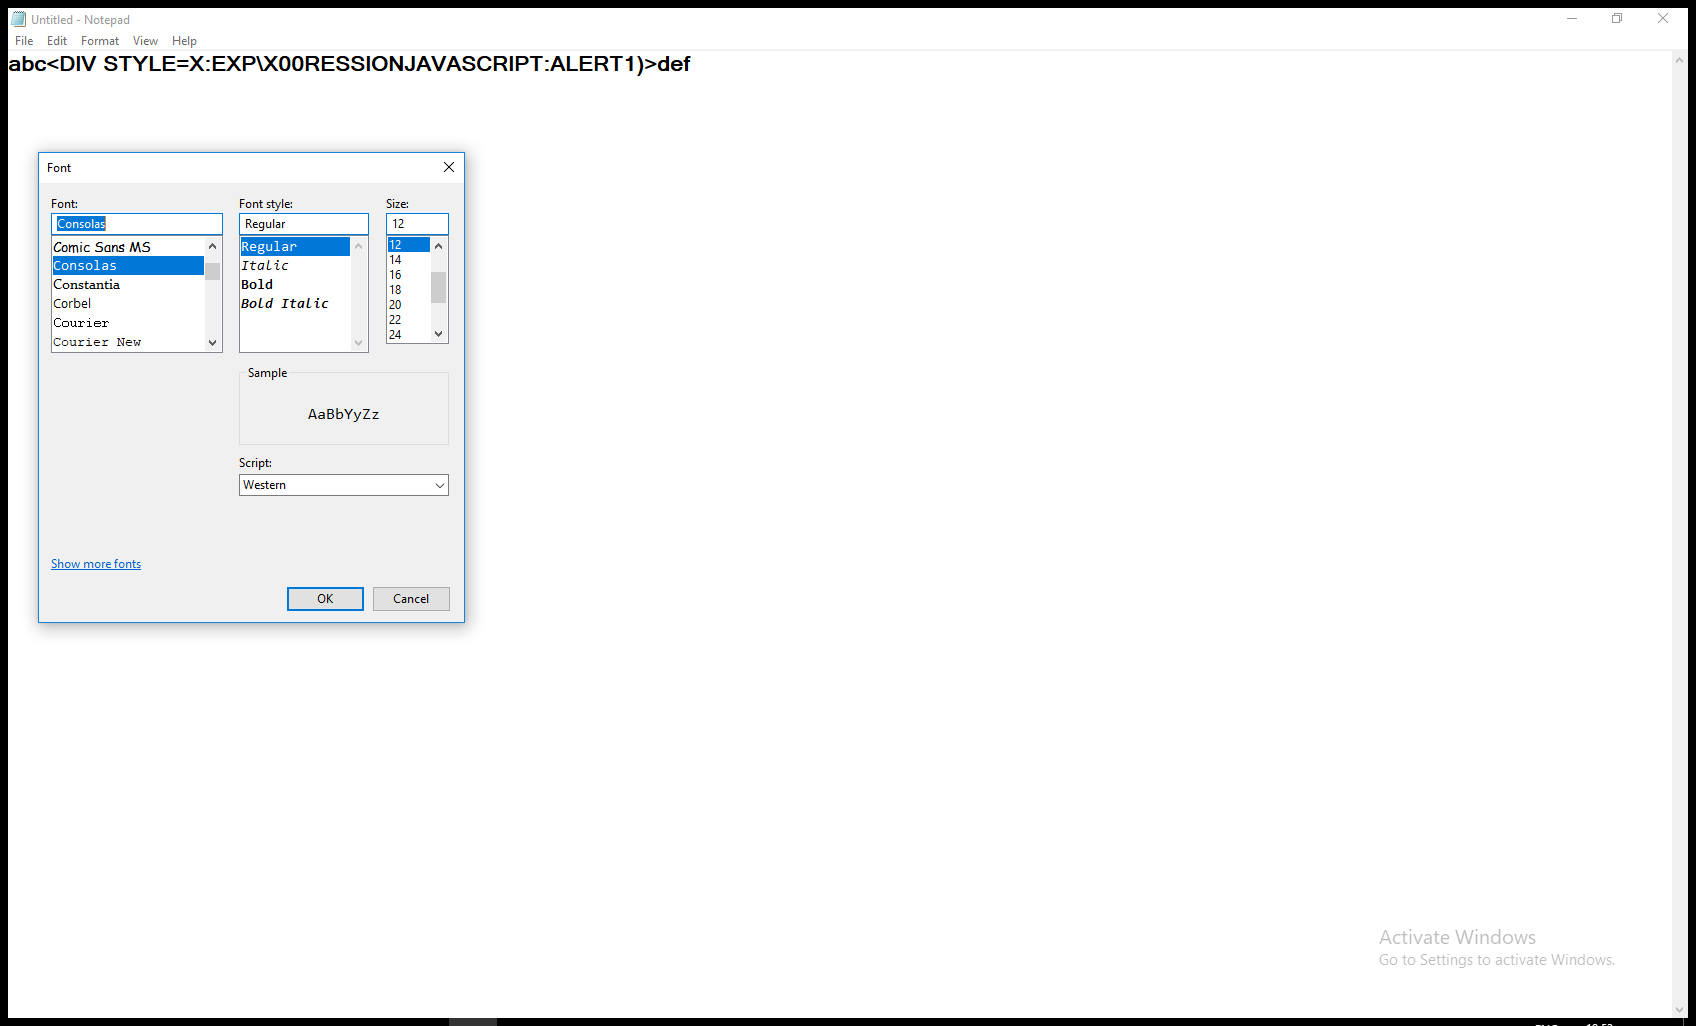 Untitled - Notepad
File Edit Format View Help
abc<DIV STYLE=X:EXP\X00RESSIONJAVASCRIPT:ALERT1)>def
Font
Font: Font style: Size:
Consolas Regular 12
Comic Sans MS Regular 12
Consolas Italic 14
Constantia Bold 16
Corbel Bold Italic 18
Courier 20
Courier New 22
24
Sample
AaBbYyZz
Script:
Western
Show more fonts
OK Cancel
Activate Windows
Go to Settings to activate Windows.